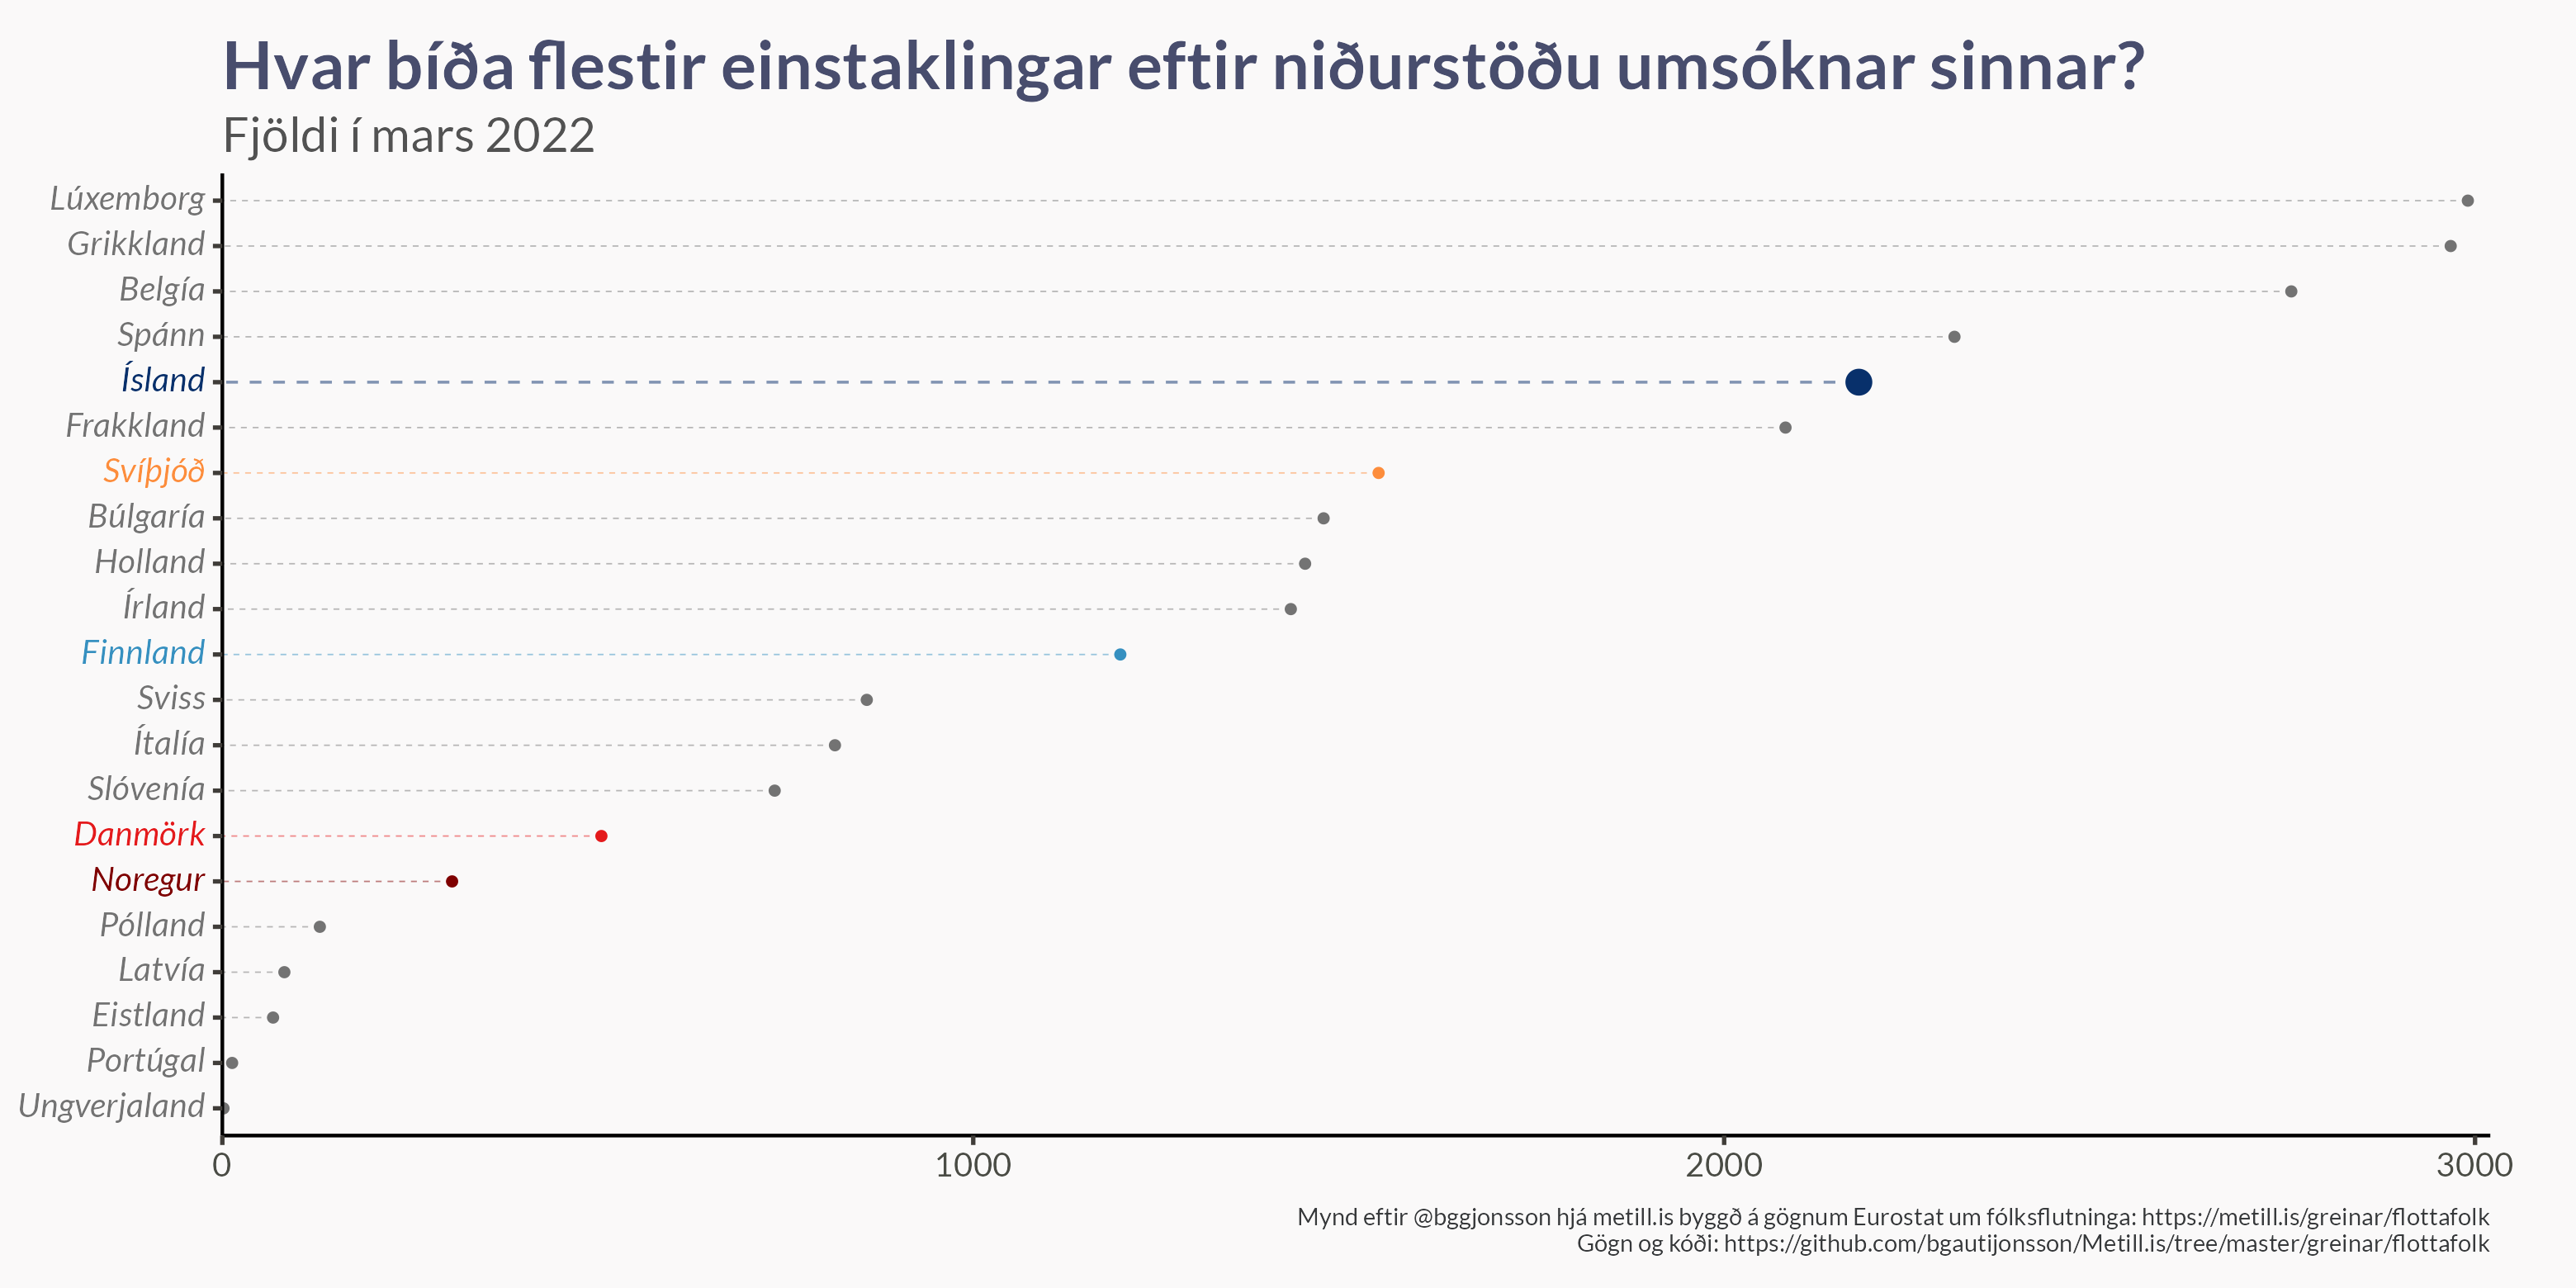 Hvar bíða flestir einstaklingar eftir niðurstöðu umsóknar sinnar?
Fjöldi í mars 2022
Lúxemborg
Grikkland
Belgía
Spánn
Ísland
Frakkland
Svíþjóð
Búlgaría
Holland
Írland
Finnland
Sviss
Ítalía
Slóvenía
Danmörk
Noregur
Pólland
Latvía
Eistland
Portúgal
Ungverjaland
0 1000 2000 3000
Mynd eftir @bggjonsson hjá metill.is byggð á gögnum Eurostat um fólksflutninga: https://metill.is/greinar/flottafolk
Gögn og kóði: https://github.com/bgautijonsson/Metill.is/tree/master/greinar/flottafolk